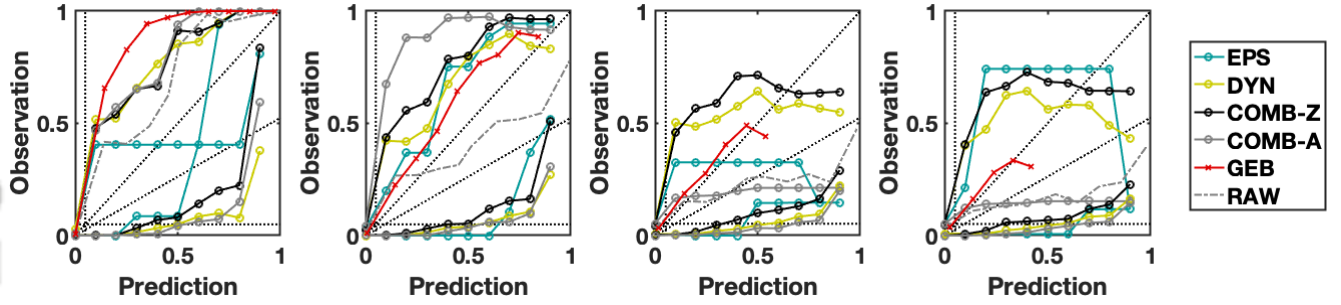 1 1 1 1
Observation Observation Observation Observation
0.5 0.5 0.5 0.5
0 0 0 0
0 0.5 1 0 0.5 1 0 0.5 1 0 0.5 1
Prediction Prediction Prediction Prediction
EPS
DYN
COMB-Z
COMB-A
GEB
RAW